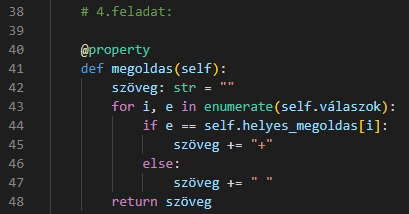 38 # 4.feladat:
39
40 @property
41 def megoldas(self):
42 szöveg: str = ""
43 for i, e in enumerate(self.válaszok):
44 if e == self.helyes_megoldas[i]:
45 szöveg += "+"
46 else:
47 szöveg += " "
48 return szöveg